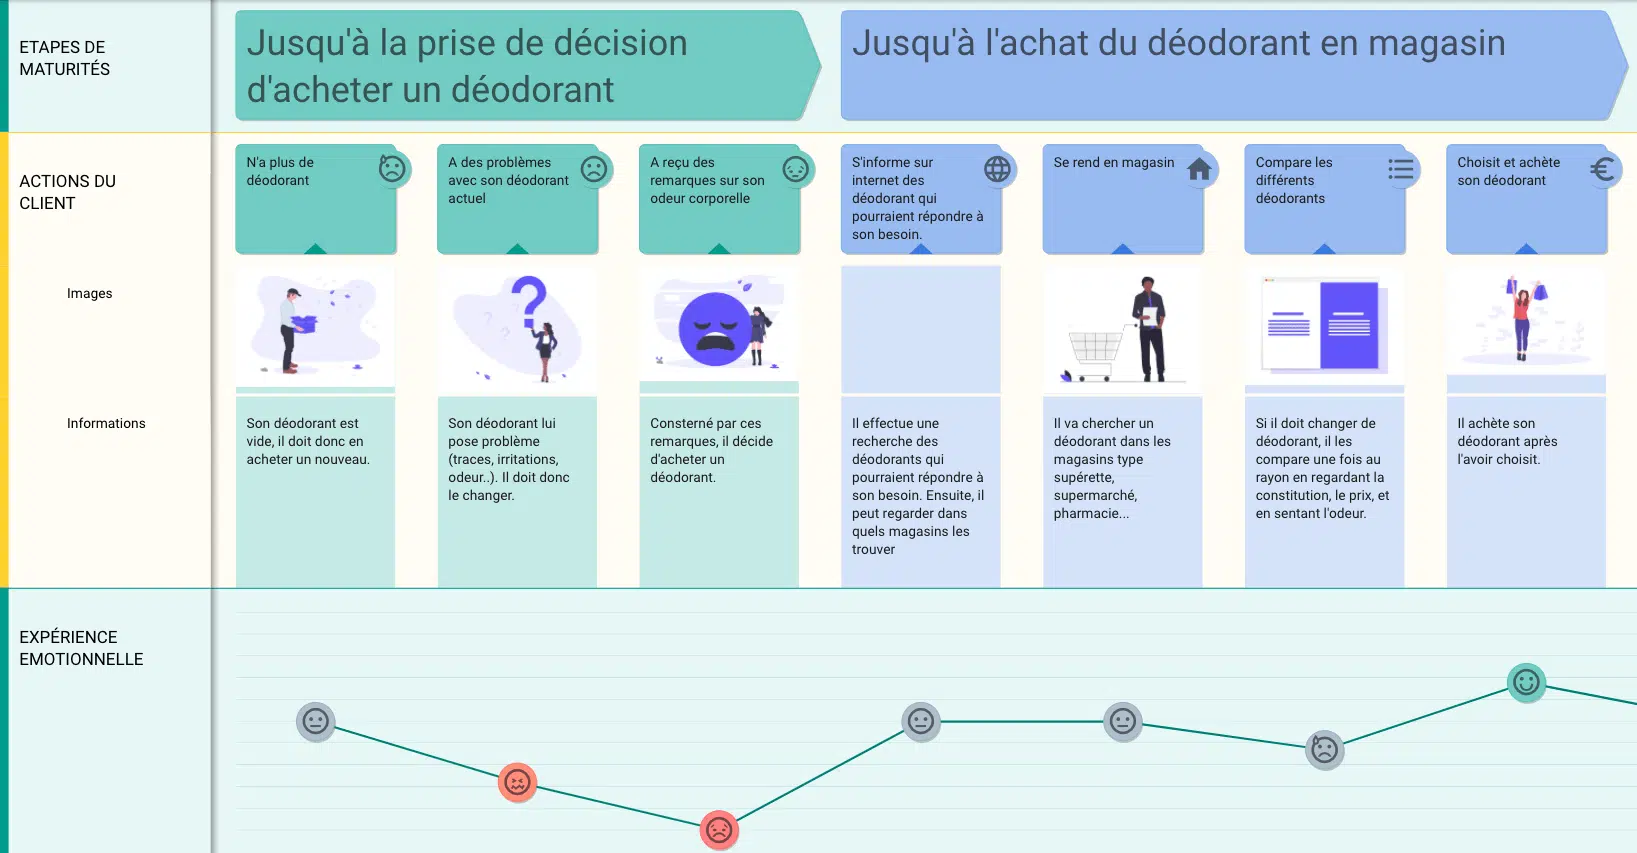 ETAPES DE
MATURITÉS
Jusqu'à la prise de décision
d'acheter un déodorant
Jusqu'à l'achat du déodorant en magasin
ACTIONS DU
CLIENT
N'a plus de
déodorant
A des problèmes
avec son déodorant
actuel
A reçu des
remarques sur son
odeur corporelle
S'informe sur
internet des
déodorant qui
pourraient répondre à
son besoin.
Se rend en magasin
Compare les
différents
déodorants
Choisit et achète
son déodorant
Images
Informations
Son déodorant est
vide, il doit donc en
acheter un nouveau.
Son déodorant lui
pose problème
(traces, irritations,
odeur..). Il doit donc
le changer.
Consterné par ces
remarques, il décide
d'acheter un
déodorant.
Il effectue une
recherche des
déodorants qui
pourraient répondre à
son besoin. Ensuite, il
peut regarder dans
quels magasins les
trouver
Il va chercher un
déodorant dans les
magasins type
supérette,
supermarché,
pharmacie...
Si il doit changer de
déodorant, il les
compare une fois au
rayon en regardant la
constitution, le prix, et
en sentant l'odeur.
Il achète son
déodorant après
l'avoir choisit.
EXPÉRIENCE
EMOTIONNELLE